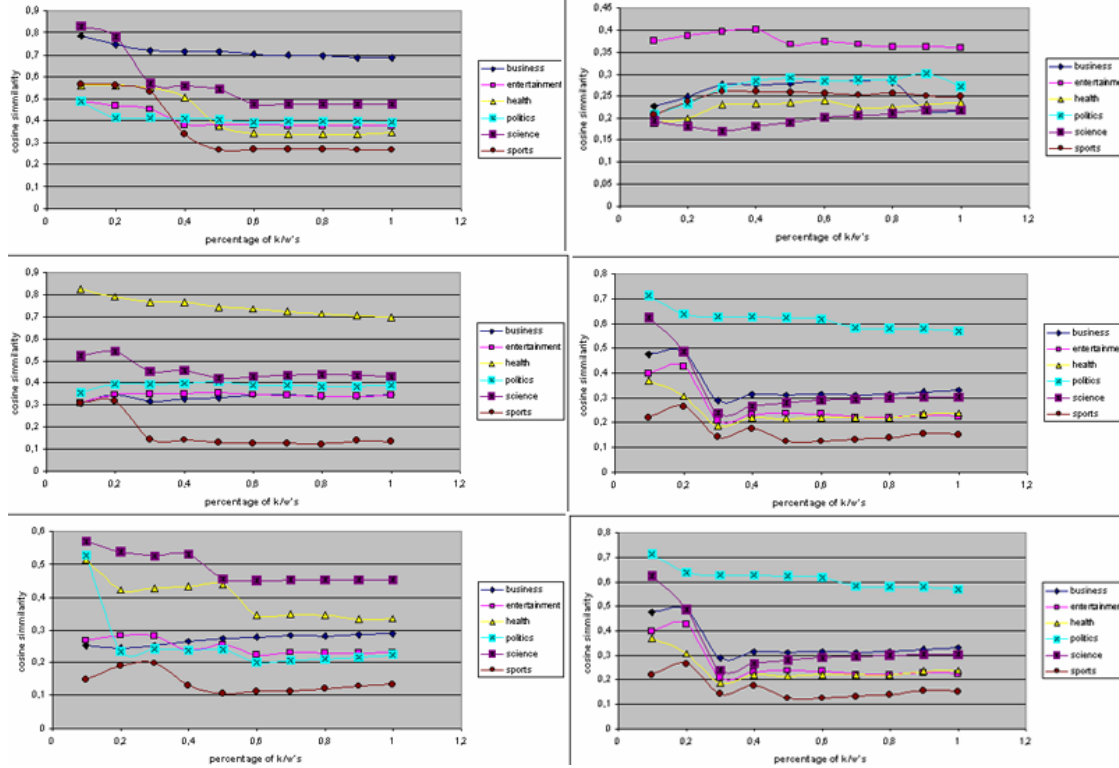 0,9
0,8
0,7
0,6
0,5
0,4
0,3
0,2
0,1
0
cosine simmilarity
0 0,2 0,4 0,6 0,8 1 1,2
percentage of k/w's
business
entertainment
health
politics
science
sports
0,45
0,4
0,35
0,3
0,25
0,2
0,15
0,1
0,05
0
cosine simmilarity
0 0,2 0,4 0,6 0,8 1 1,2
percentage of k/w's
business
entertainme
health
politics
science
sports
0,9
0,8
0,7
0,6
0,5
0,4
0,3
0,2
0,1
0
cosine simmilarity
0 0,2 0,4 0,6 0,8 1 1,2
percentage of k/w's
business
entertainment
health
politics
science
sports
0,8
0,7
0,6
0,5
0,4
0,3
0,2
0,1
0
cosine simmilarity
0 0,2 0,4 0,6 0,8 1 1,2
percentage of k/w's
business
entertainme
health
politics
science
sports
0,6
0,5
0,4
0,3
0,2
0,1
0
cosine simmilarity
0 0,2 0,4 0,6 0,8 1 1,2
percentage of k/w's
business
entertainment
health
politics
science
sports
0,8
0,7
0,6
0,5
0,4
0,3
0,2
0,1
0
cosine simmilarity
0 0,2 0,4 0,6 0,8 1 1,2
percentage of k/w's
business
entertainme
health
politics
science
sports